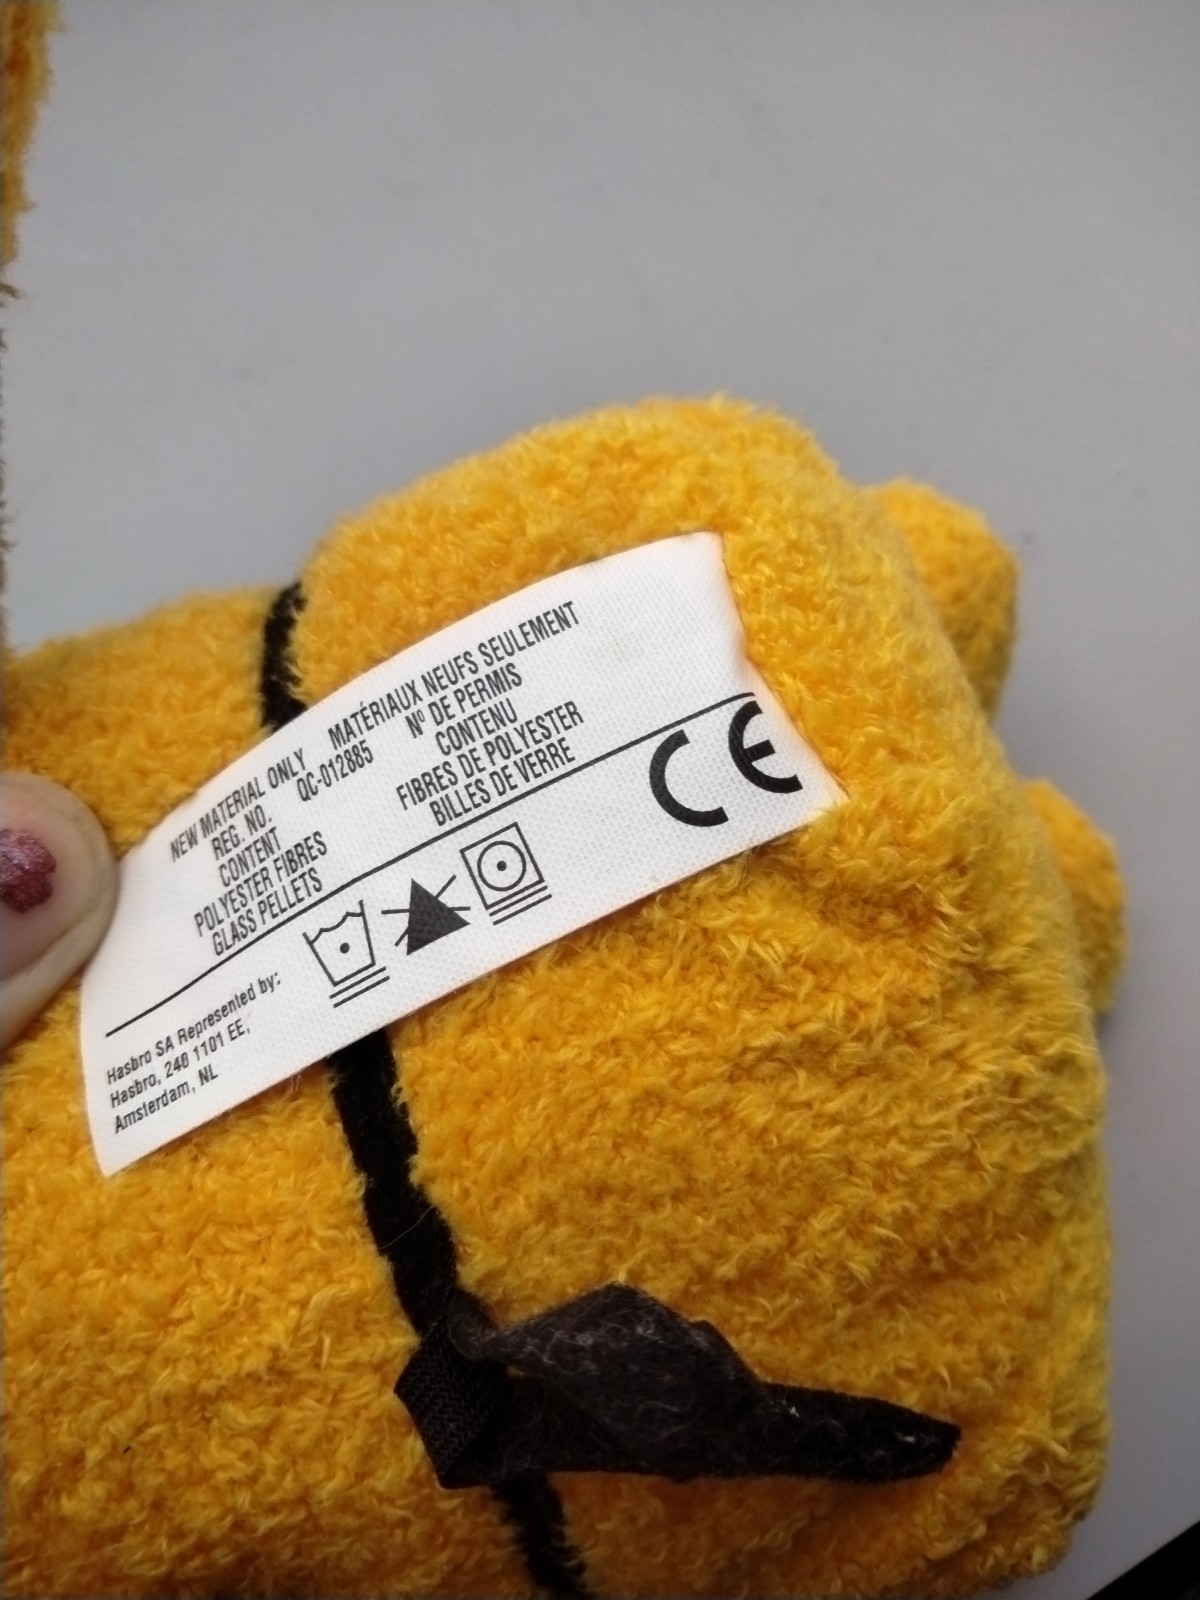 NEW MATERIAL ONLY
REG. NO. QC-012885
CONTENT
POLYESTER FIBRES
GLASS PELLETS
MATÉRIAUX NEUFS SEULEMENT
Nº DE PERMIS
CONTENU
FIBRES DE POLYESTER
BILLES DE VERRE
CE
Hasbro SA Represented by:
Hasbro, 240 1101 EE,
Amsterdam, NL